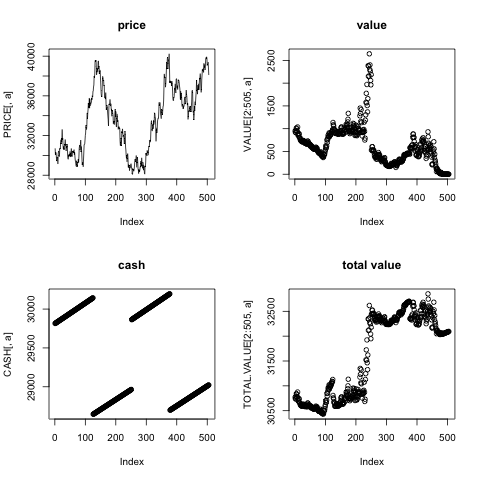 price
PRICE[, a]
28000 32000 36000 40000
0 100 200 300 400 500
Index
value
VALUE[2:505, a]
0 500 1500 2500
0 100 200 300 400 500
Index
cash
CASH[, a]
29000 29500 30000
0 100 200 300 400 500
Index
total value
TOTAL.VALUE[2:505, a]
30500 31500 32500
0 100 200 300 400 500
Index